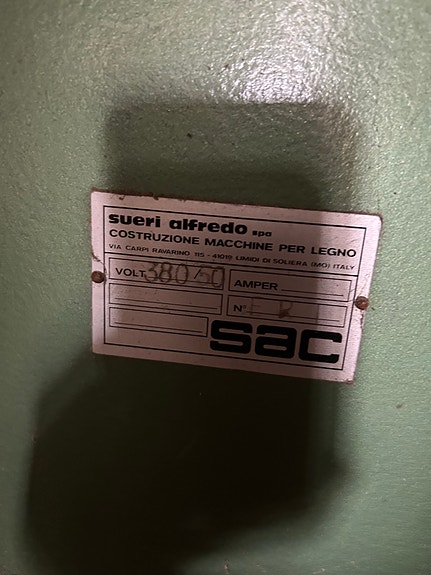 sueri alfredo spa
COSTRUZIONE MACCHINE PER LEGNO
VIA CARPI RAVARINO 115 - 41019 LIMIDI DI SOLIERA (MO) ITALY
VOLT 380/50 AMPER
N°
sac